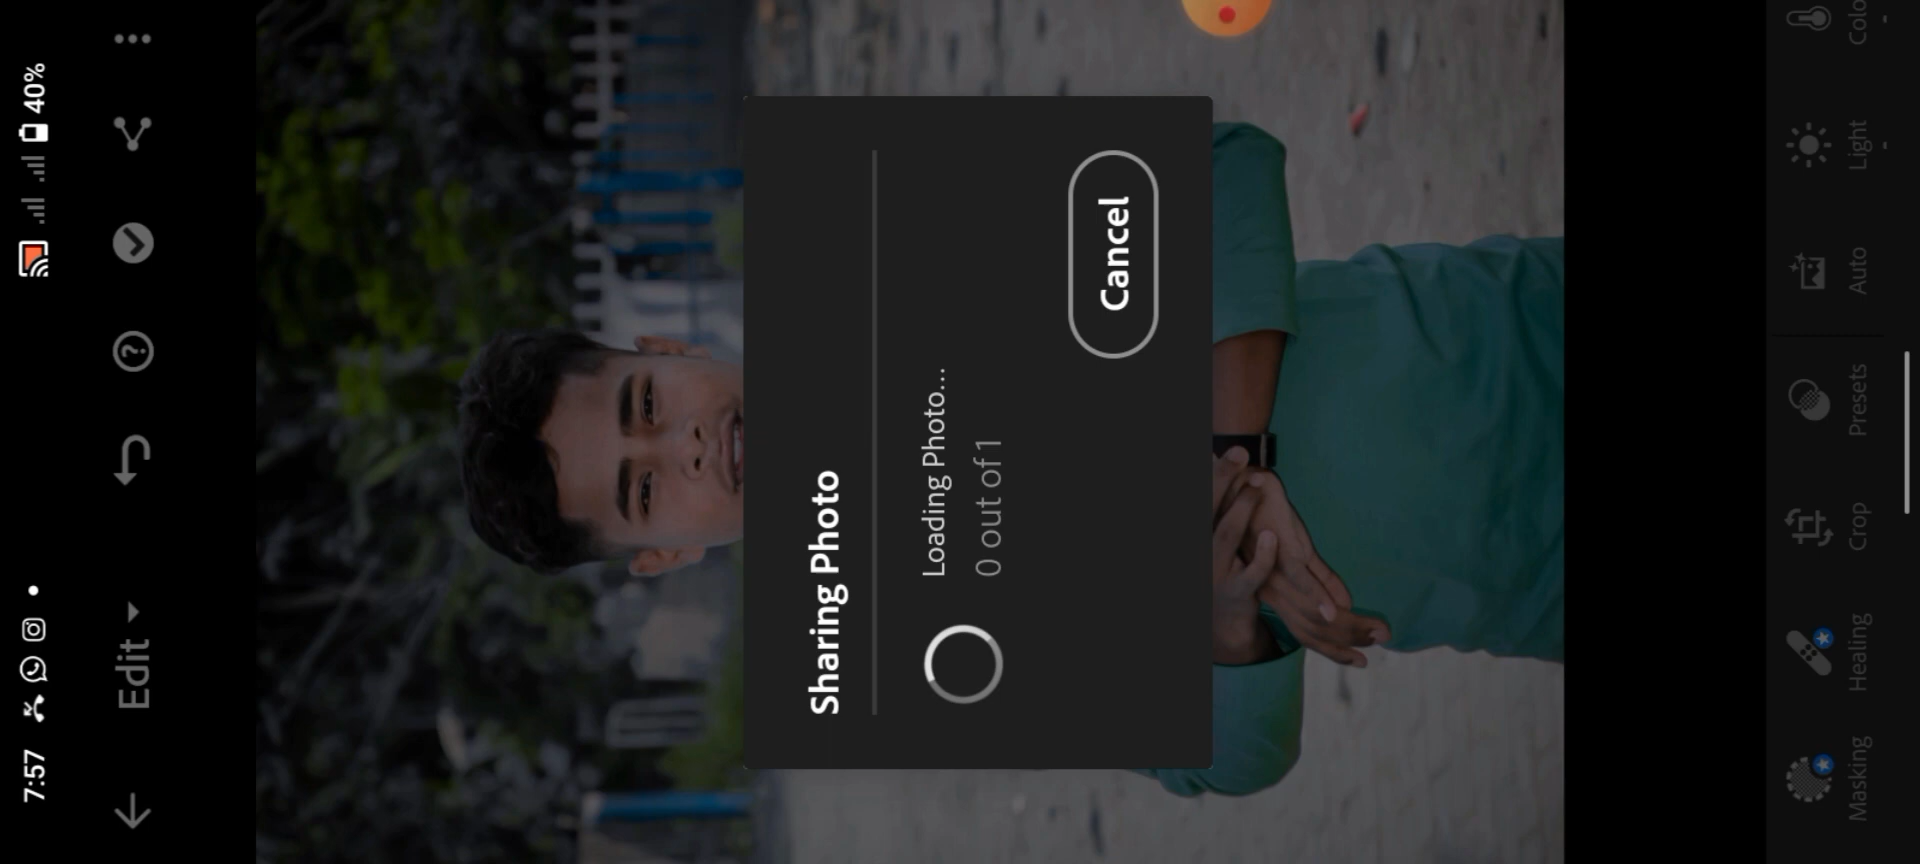 7:57
40%
Edit
Sharing Photo
Loading Photo...
0 out of 1
Cancel
Masking
Healing
Crop
Presets
Auto
Light
Colo